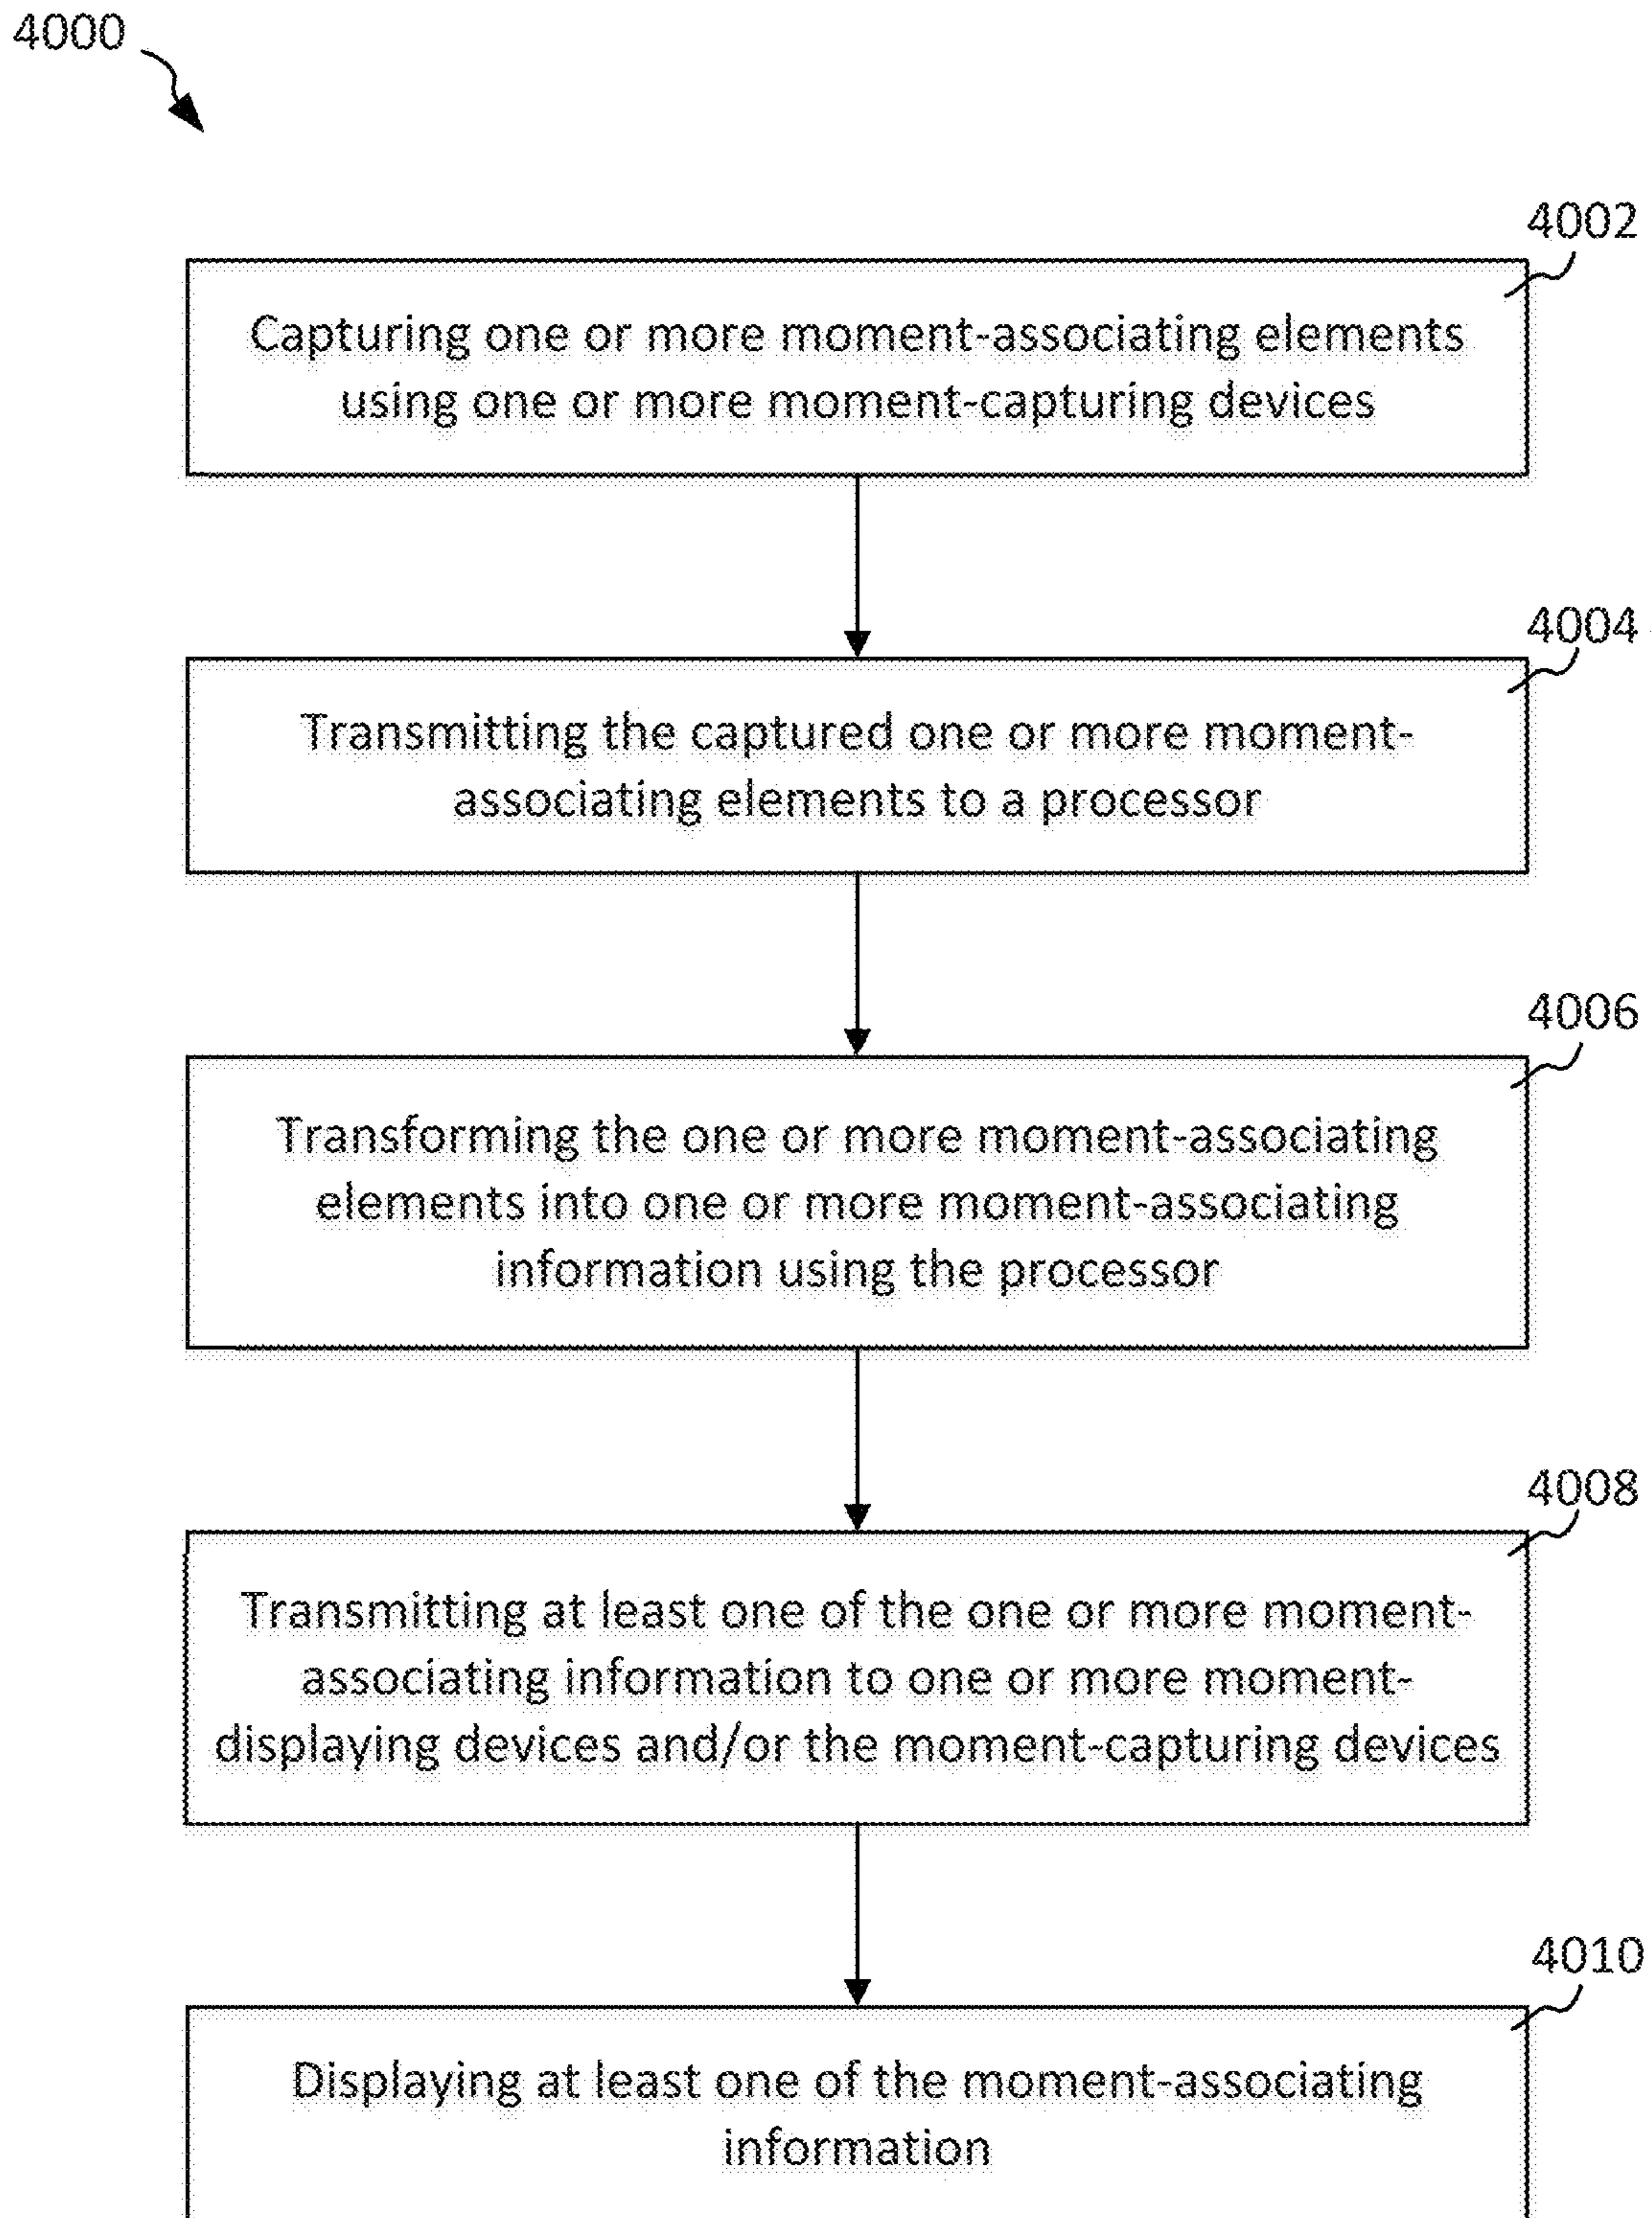 4000
4002
Capturing one or more moment-associating elements
using one or more moment-capturing devices
4004
Transmitting the captured one or more moment-
associating elements to a processor
4006
Transforming the one or more moment-associating
elements into one or more moment-associating
information using the processor
4008
Transmitting at least one of the one or more moment-
associating information to one or more moment-
displaying devices and/or the moment-capturing devices
4010
Displaying at least one of the moment-associating
information